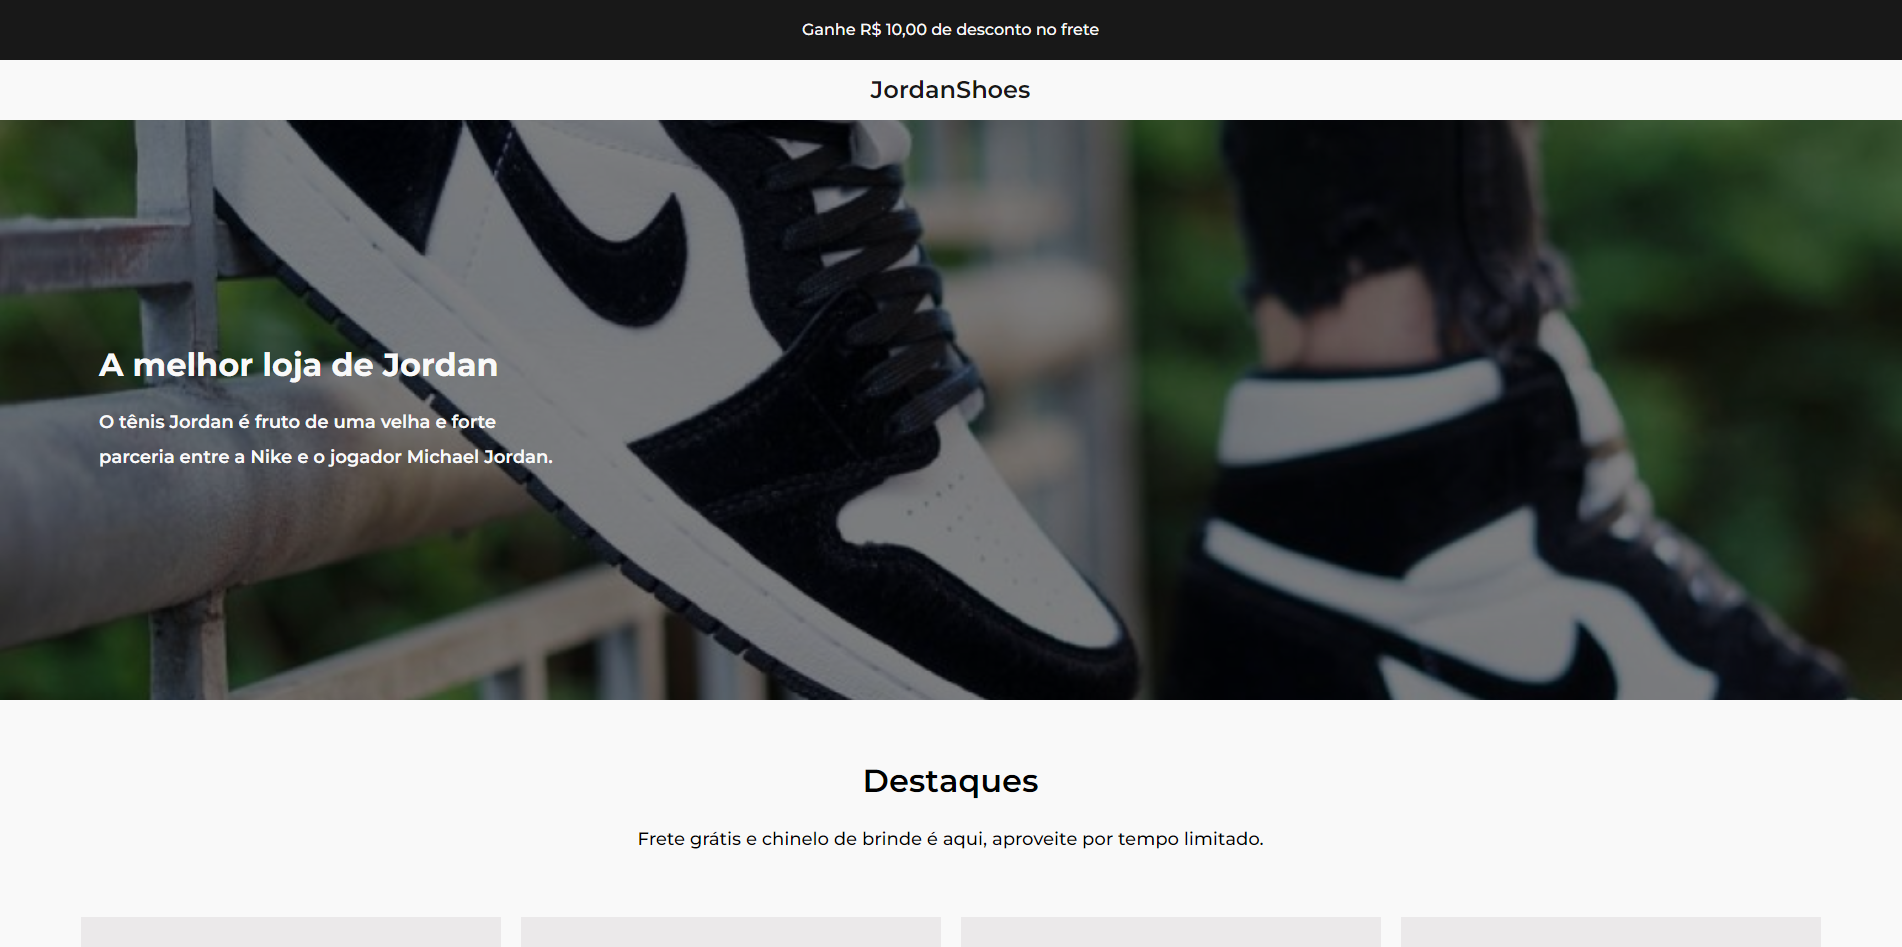 Ganhe R$ 10,00 de desconto no frete
JordanShoes
A melhor loja de Jordan
O tênis Jordan é fruto de uma velha e forte
parceria entre a Nike e o jogador Michael Jordan.
Destaques
Frete grátis e chinelo de brinde é aqui, aproveite por tempo limitado.